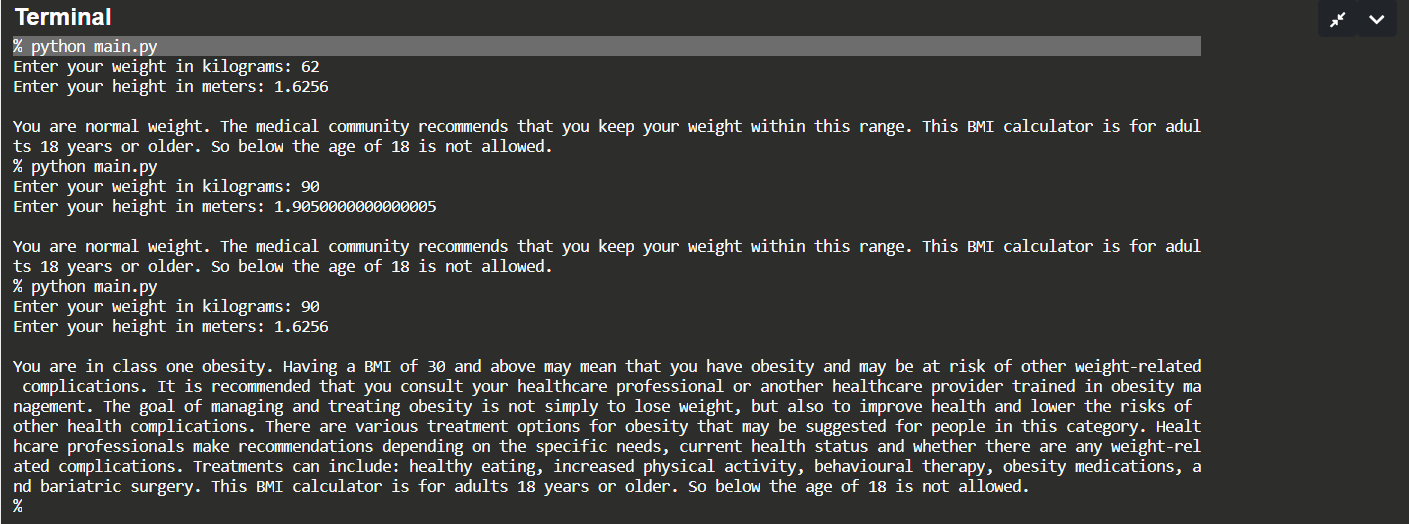 Terminal
% python main.py
Enter your weight in kilograms: 62
Enter your height in meters: 1.6256
You are normal weight. The medical community recommends that you keep your weight within this range. This BMI calculator is for adul
ts 18 years or older. So below the age of 18 is not allowed.
% python main.py
Enter your weight in kilograms: 90
Enter your height in meters: 1.9050000000000005
You are normal weight. The medical community recommends that you keep your weight within this range. This BMI calculator is for adul
ts 18 years or older. So below the age of 18 is not allowed.
% python main.py
Enter your weight in kilograms: 90
Enter your height in meters: 1.6256
You are in class one obesity. Having a BMI of 30 and above may mean that you have obesity and may be at risk of other weight-related
 complications. It is recommended that you consult your healthcare professional or another healthcare provider trained in obesity ma
nagement. The goal of managing and treating obesity is not simply to lose weight, but also to improve health and lower the risks of
other health complications. There are various treatment options for obesity that may be suggested for people in this category. Healt
hcare professionals make recommendations depending on the specific needs, current health status and whether there are any weight-rel
ated complications. Treatments can include: healthy eating, increased physical activity, behavioural therapy, obesity medications, a
nd bariatric surgery. This BMI calculator is for adults 18 years or older. So below the age of 18 is not allowed.
%